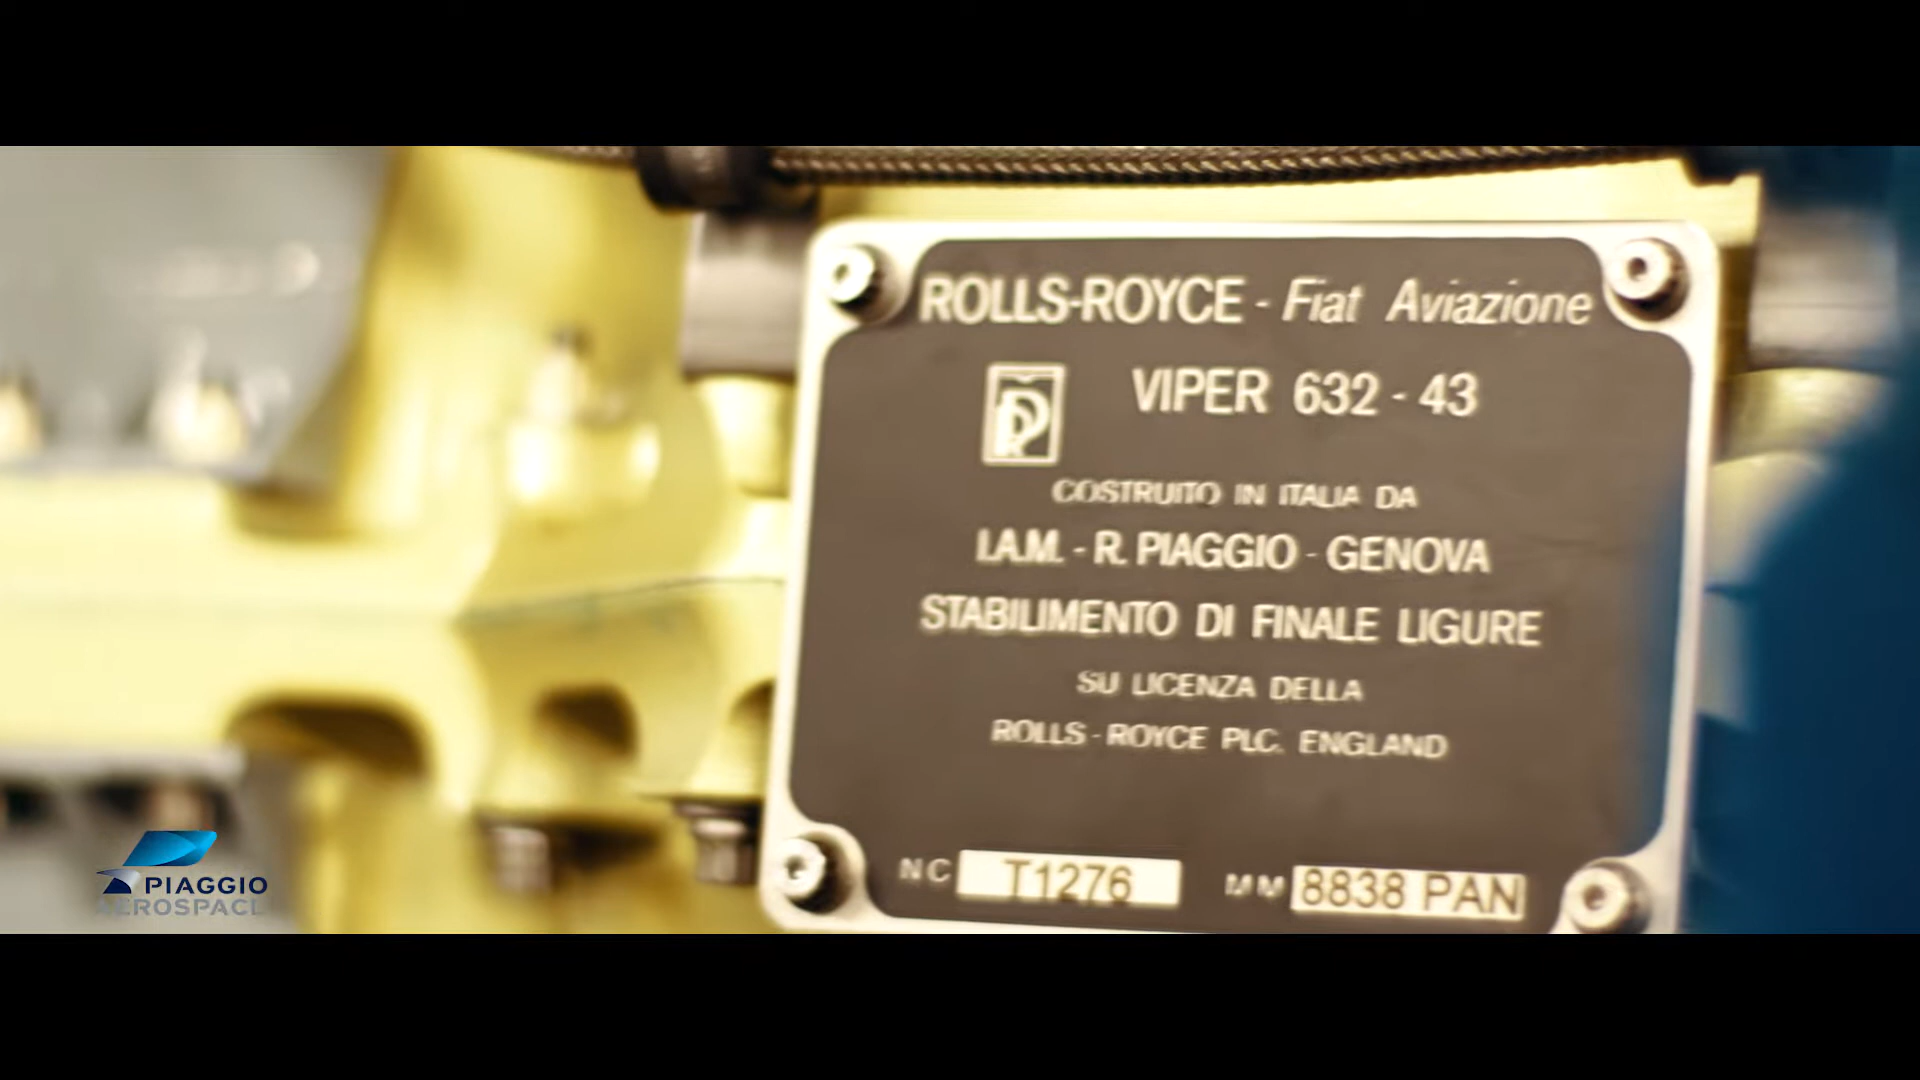 ROLLS-ROYCE - Fiat Aviazione
VIPER 632 - 43
COSTRUITO IN ITALIA DA
I.A.M. - R. PIAGGIO - GENOVA
STABILIMENTO DI FINALE LIGURE
SU LICENZA DELLA
ROLLS - ROYCE PLC. ENGLAND
NC T1276 MM 8838 PAN
PIAGGIO
AEROSPACE